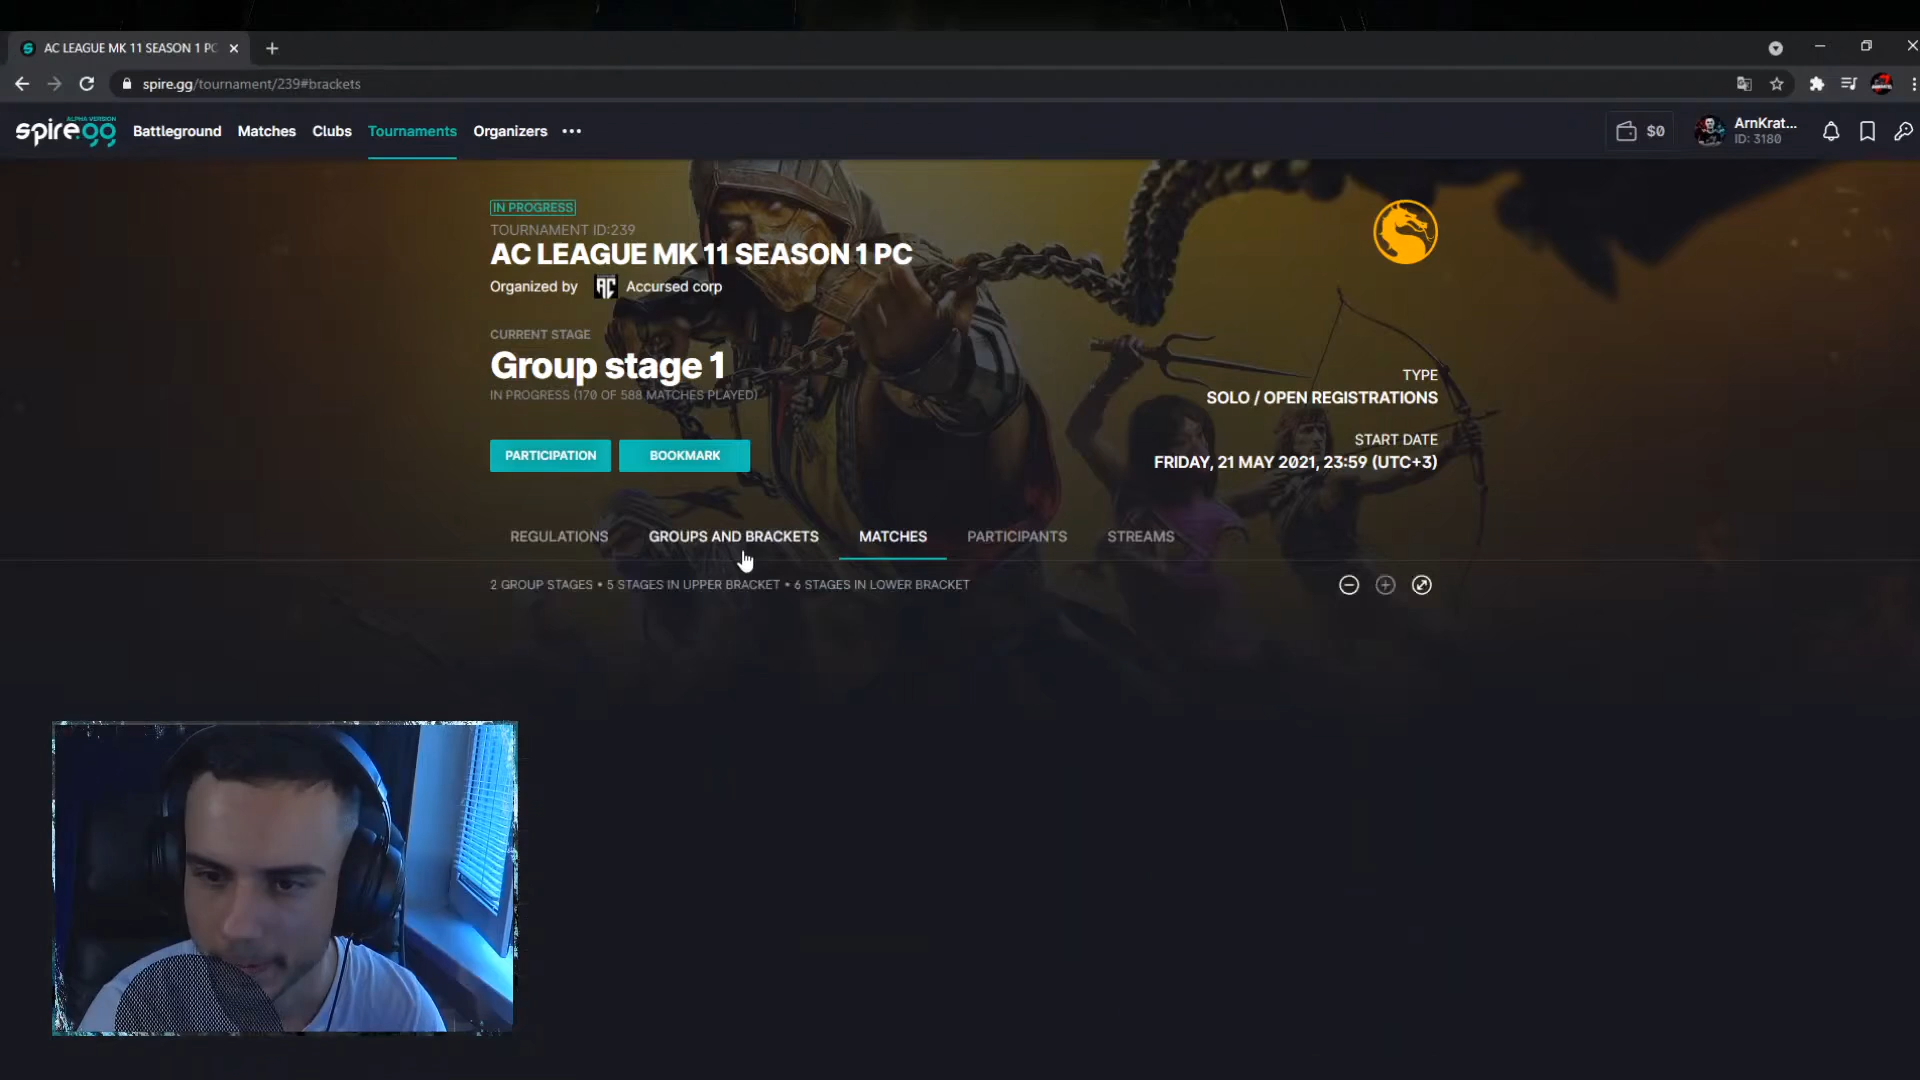 AC LEAGUE MK 11 SEASON 1 PC
spire.gg/tournament/239#brackets
ALPHA VERSION
spire.gg
Battleground
Matches
Clubs
Tournaments
Organizers
$0
ArnKrat...
ID: 3180
IN PROGRESS
TOURNAMENT ID:239
AC LEAGUE MK 11 SEASON 1 PC
Organized by AC Accursed corp
CURRENT STAGE
Group stage 1
IN PROGRESS (170 OF 588 MATCHES PLAYED)
TYPE
SOLO / OPEN REGISTRATIONS
START DATE
FRIDAY, 21 MAY 2021, 23:59 (UTC+3)
PARTICIPATION
BOOKMARK
REGULATIONS
GROUPS AND BRACKETS
MATCHES
PARTICIPANTS
STREAMS
2 GROUP STAGES • 5 STAGES IN UPPER BRACKET • 6 STAGES IN LOWER BRACKET